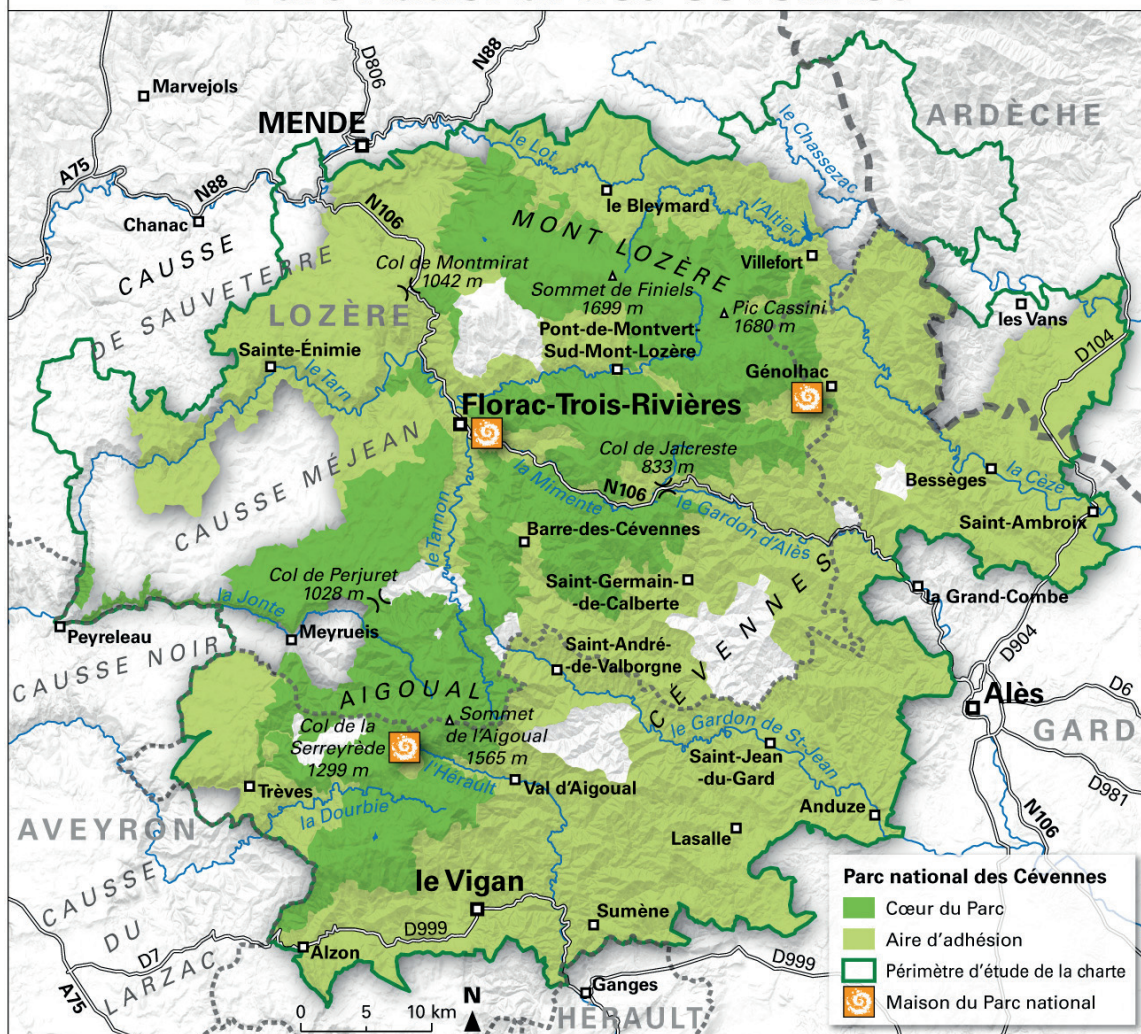 Marvejols
D806
N88
MENDE
ARDÈCHE
le Chassezac
le Lot
A75
N88
Chanac
N106
le Bleymard
l'Altier
CAUSSE
DE SAUVETERRE
MONT LOZÈRE
Villefort
Col de Montmirat
1042 m
Sommet de Finiels
1699 m
Pic Cassini
1680 m
les Vans
LOZÈRE
Pont-de-Montvert-
Sud-Mont-Lozère
D104
Sainte-Énimie
le Tarn
Génolhac
Florac-Trois-Rivières
CAUSSE MÉJEAN
Col de Jalcreste
833 m
la Mimente
N106
le Gardon d'Alès
Bessèges
la Cèze
Saint-Ambroix
le Tarnon
Barre-des-Cévennes
Col de Perjuret
1028 m
Saint-Germain-
-de-Calberte
la Grand-Combe
la Jonte
Peyreleau
Meyrueis
CAUSSE NOIR
Saint-André-
-de-Valborgne
CÉVENNES
D904
D6
Alès
GARD
AIGOUAL
Col de la
Serreyrède
1299 m
Sommet
de l'Aigoual
1565 m
le Gardon de St-Jean
Saint-Jean
-du-Gard
D981
l'Hérault
Val d'Aigoual
Trèves
la Dourbie
Anduze
N106
AVEYRON
Lasalle
CAUSSE
DU
LARZAC
le Vigan
D999
Sumène
Alzon
D7
A75
Ganges
D999
HÉRAULT
0 5 10 km
N
Parc national des Cévennes
Cœur du Parc
Aire d'adhésion
Périmètre d'étude de la charte
Maison du Parc national